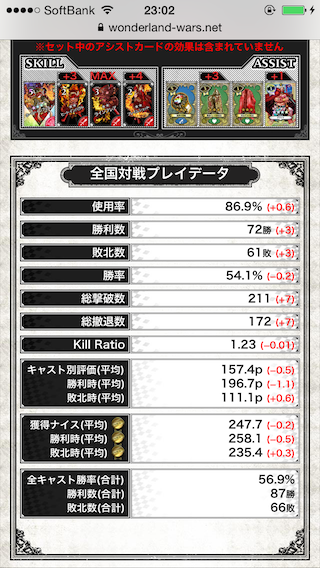 SoftBank 23:02
wonderland-wars.net
※セット中のアシストカードの効果は含まれていません
SKILL ASSIST
+3 MAX +4 +3 +1
全国対戦プレイデータ
使用率 86.9% (+0.6)
勝利数 72勝 (+3)
敗北数 61敗 (+3)
勝率 54.1% (−0.2)
総撃破数 211 (+7)
総撤退数 172 (+7)
Kill Ratio 1.23 (−0.01)
キャスト別評価(平均) 157.4p (−0.5)
勝利時(平均) 196.7p (−1.1)
敗北時(平均) 111.1p (+0.6)
獲得ナイス(平均) 247.7 (−0.2)
勝利時(平均) 258.1 (−0.5)
敗北時(平均) 235.4 (+0.3)
全キャスト勝率(合計) 56.9%
勝利数(合計) 87勝
敗北数(合計) 66敗